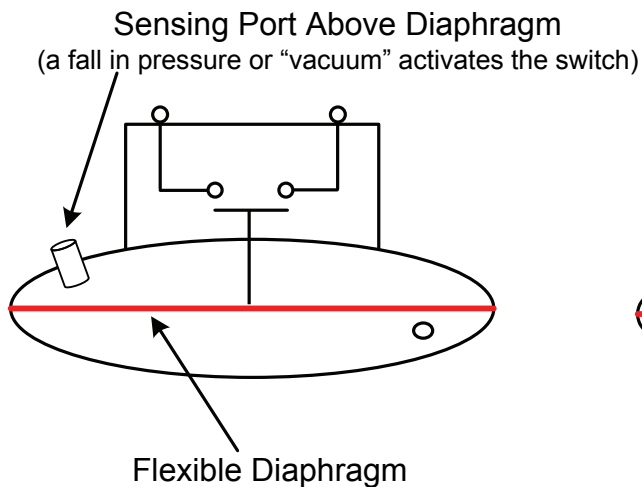 Sensing Port Above Diaphragm
(a fall in pressure or “vacuum” activates the switch)
Flexible Diaphragm